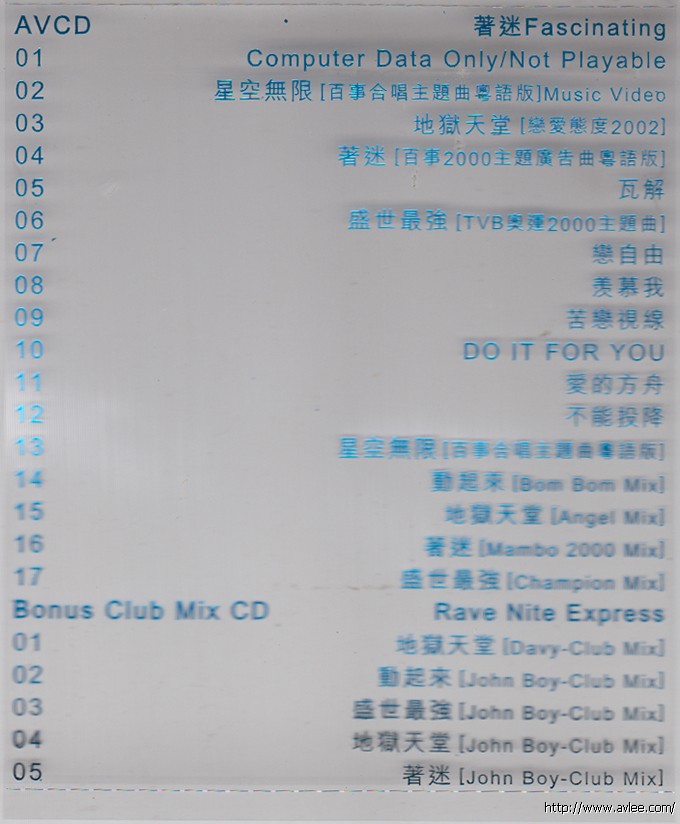 AVCD 著迷Fascinating
01 Computer Data Only/Not Playable
02 星空無限 [百事合唱主題曲粵語版]Music Video
03 地獄天堂 [戀愛態度2002]
04 著迷 [百事2000主題廣告曲粵語版]
05 瓦解
06 盛世最強 [TVB奧運2000主題曲]
07 戀自由
08 羨慕我
09 苦戀視線
10 DO IT FOR YOU
11 愛的方舟
12 不能投降
13 星空無限 [百事合唱主題曲粵語版]
14 動起來 [Bom Bom Mix]
15 地獄天堂 [Angel Mix]
16 著迷 [Mambo 2000 Mix]
17 盛世最強 [Champion Mix]
Bonus Club Mix CD Rave Nite Express
01 地獄天堂 [Davy-Club Mix]
02 動起來 [John Boy-Club Mix]
03 盛世最強 [John Boy-Club Mix]
04 地獄天堂 [John Boy-Club Mix]
05 著迷 [John Boy-Club Mix]
http://www.avlee.com/